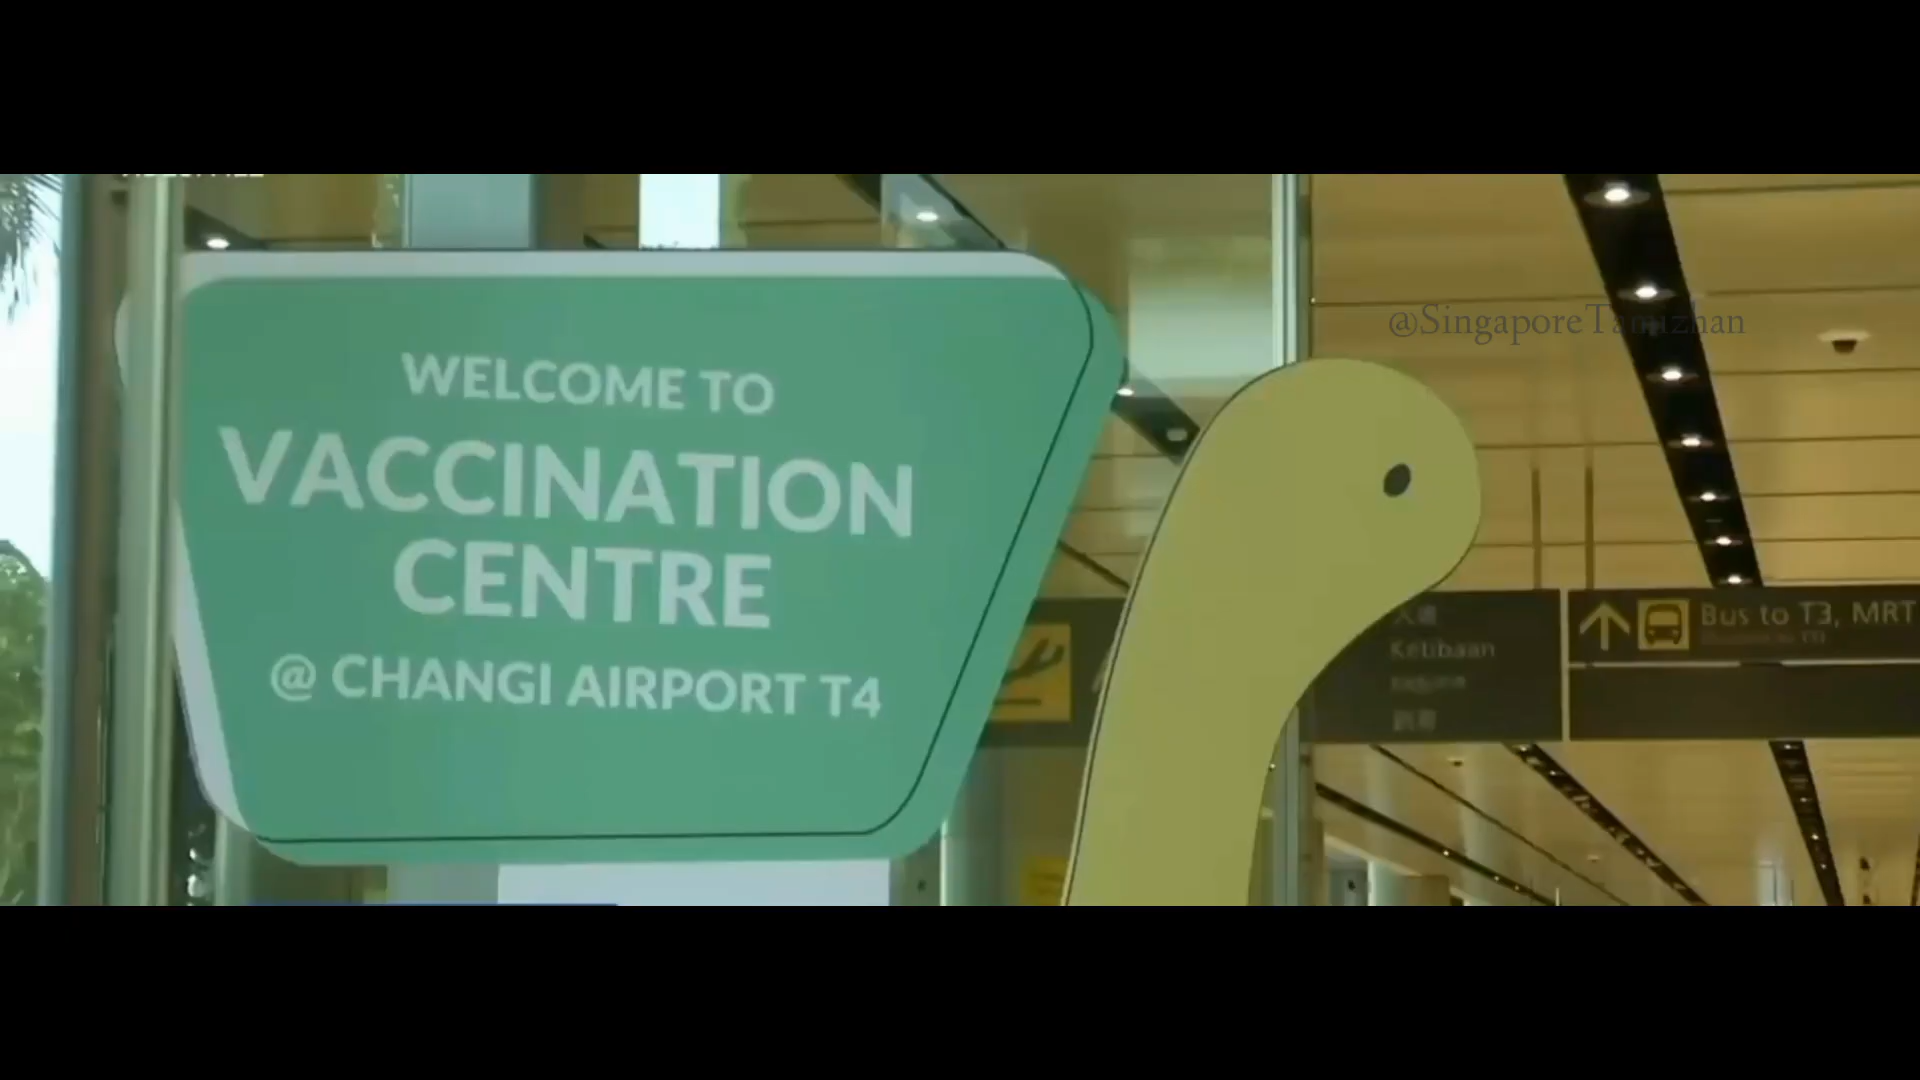 WELCOME TO
VACCINATION
CENTRE
@ CHANGI AIRPORT T4
@SingaporeTamizhan
Ketibaan
Bus to T3, MRT